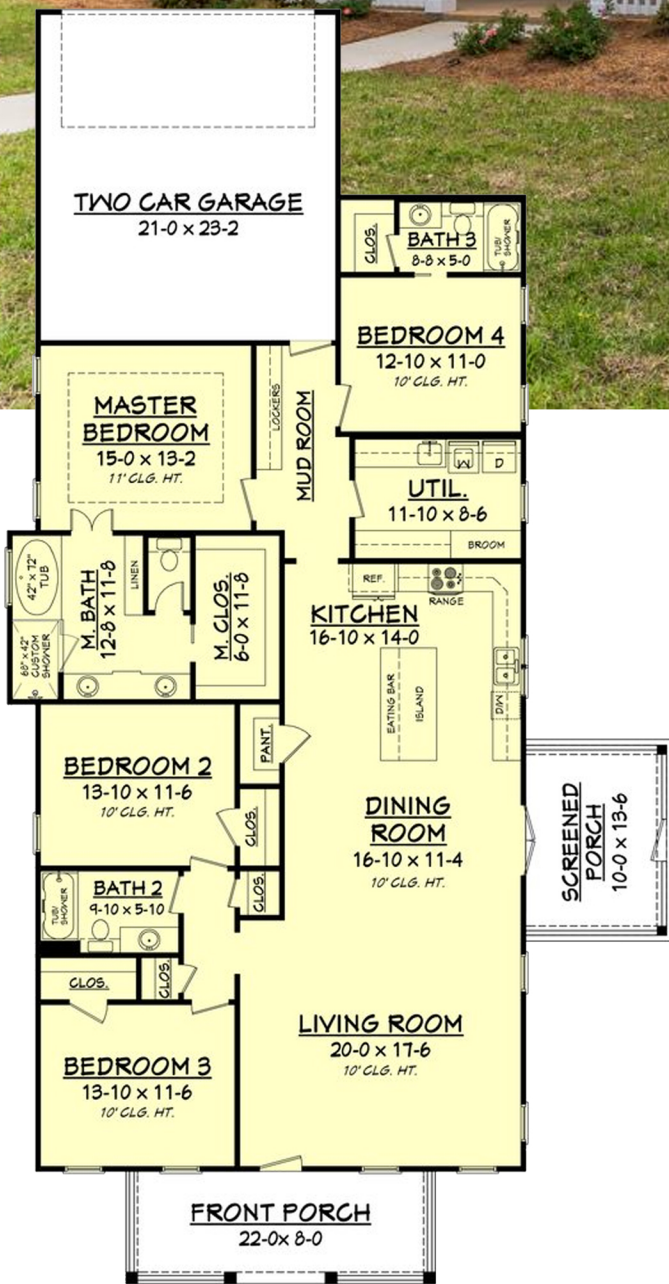 TWO CAR GARAGE
21-0 x 23-2
CLOS.
BATH 3
8-8 x 5-0
TUB/
SHOWER
BEDROOM 4
12-10 x 11-0
10' CLG. HT.
MASTER
BEDROOM
15-0 x 13-2
11' CLG. HT.
LOCKERS
MUD ROOM
W
D
UTIL.
11-10 x 8-6
BROOM
42" x 72"
TUB
M. BATH
12-8 x 11-8
LINEN
M. CLOS.
6-0 x 11-8
68" x 42"
CUSTOM
SHOWER
REF.
RANGE
KITCHEN
16-10 x 14-0
EATING BAR
ISLAND
D/W
PANT.
BEDROOM 2
13-10 x 11-6
10' CLG. HT.
CLOS.
DINING
ROOM
16-10 x 11-4
10' CLG. HT.
SCREENED
PORCH
10-0 x 13-6
TUB/
SHOWER
BATH 2
9-10 x 5-10
CLOS.
CLOS.
CLOS.
LIVING ROOM
20-0 x 17-6
10' CLG. HT.
BEDROOM 3
13-10 x 11-6
10' CLG. HT.
FRONT PORCH
22-0x 8-0